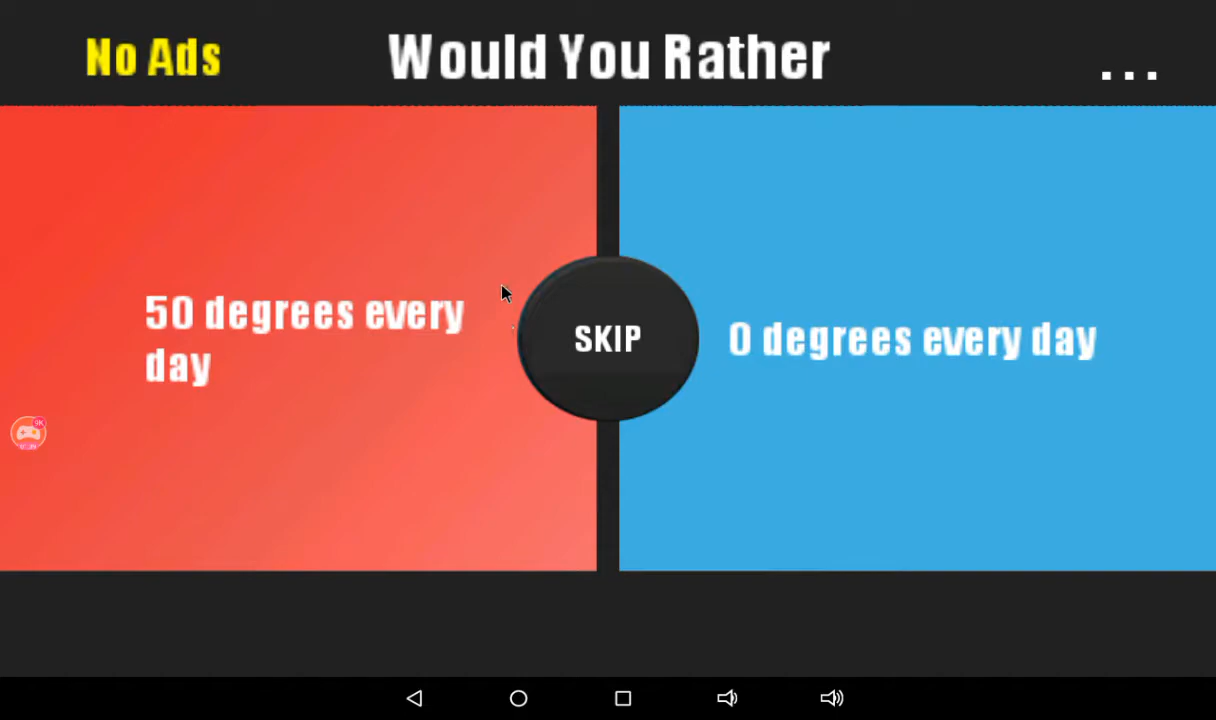 No Ads
Would You Rather
...
50 degrees every
day
SKIP
0 degrees every day